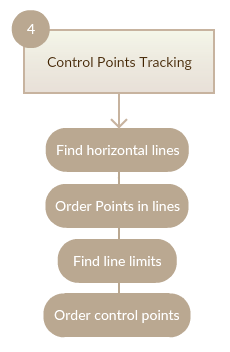 4
Control Points Tracking
Find horizontal lines
Order Points in lines
Find line limits
Order control points